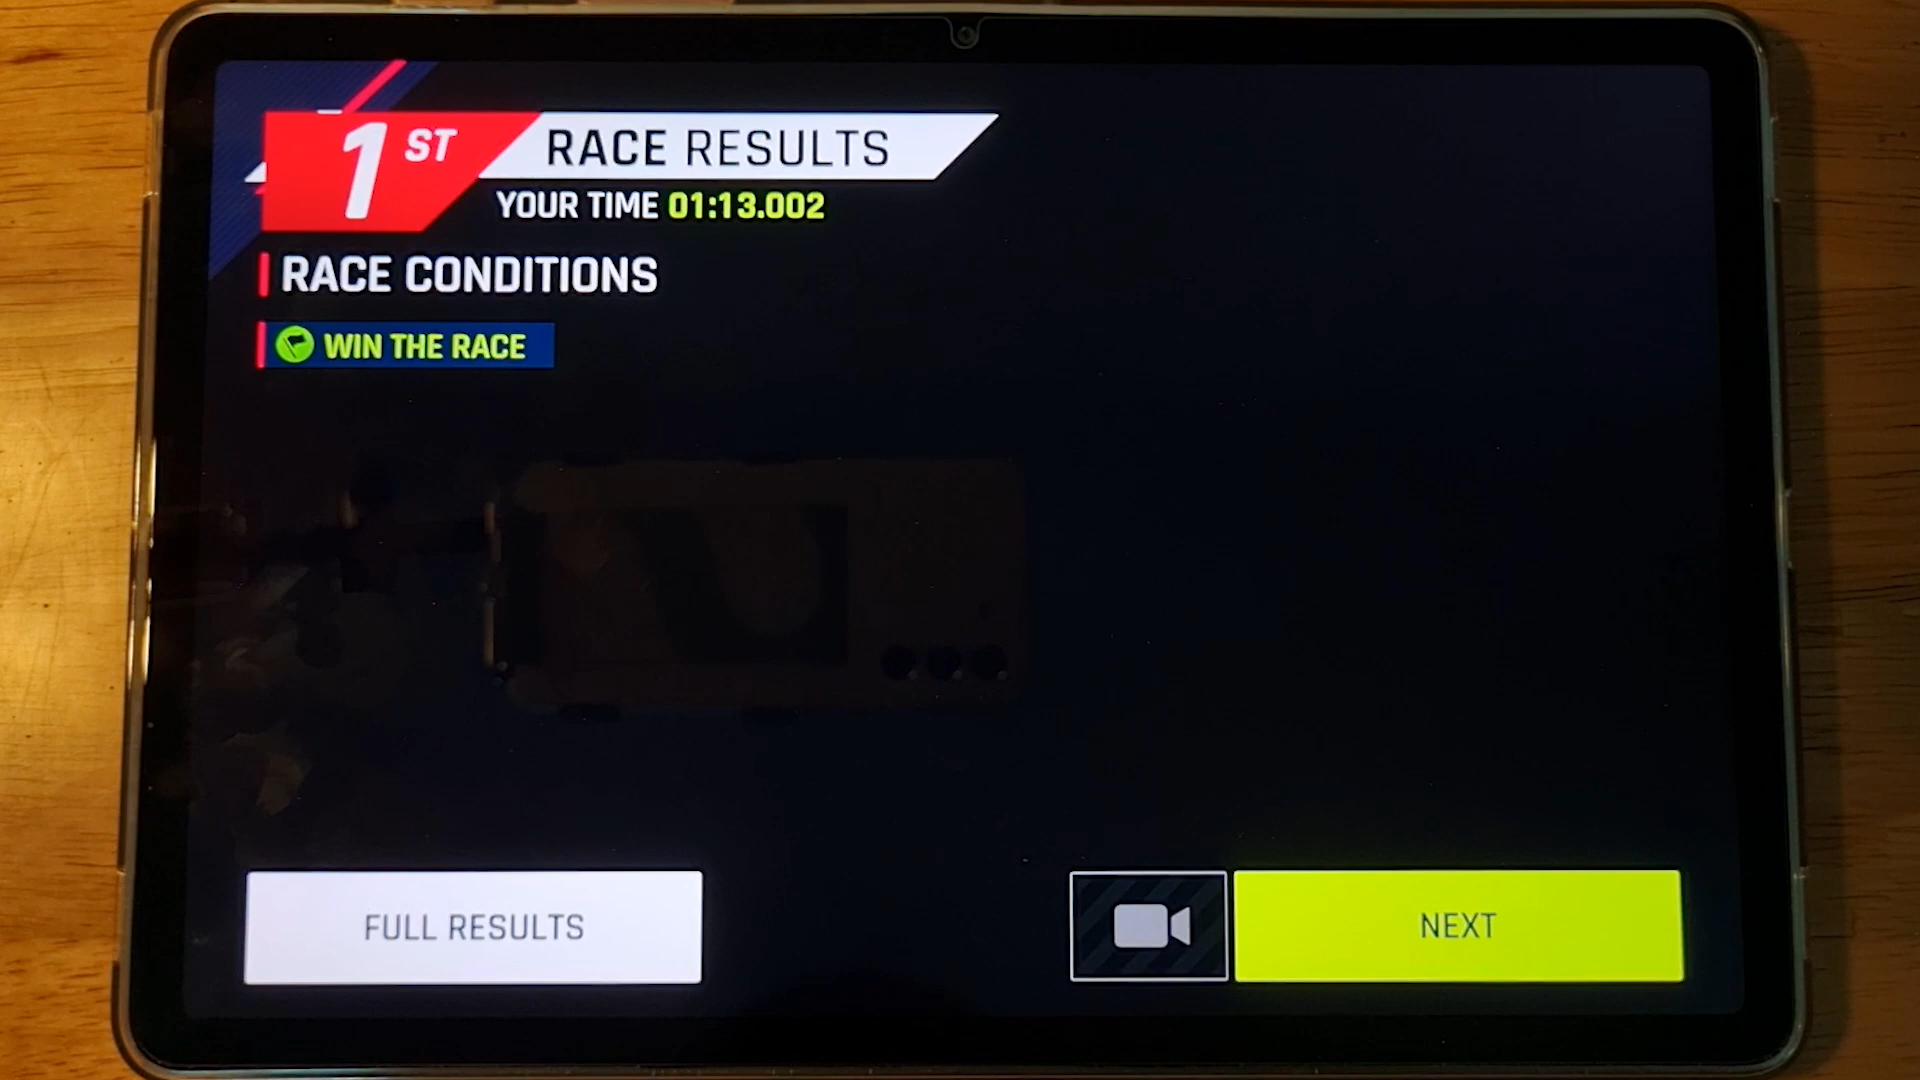 1ST RACE RESULTS
YOUR TIME 01:13.002
RACE CONDITIONS
WIN THE RACE
FULL RESULTS
NEXT